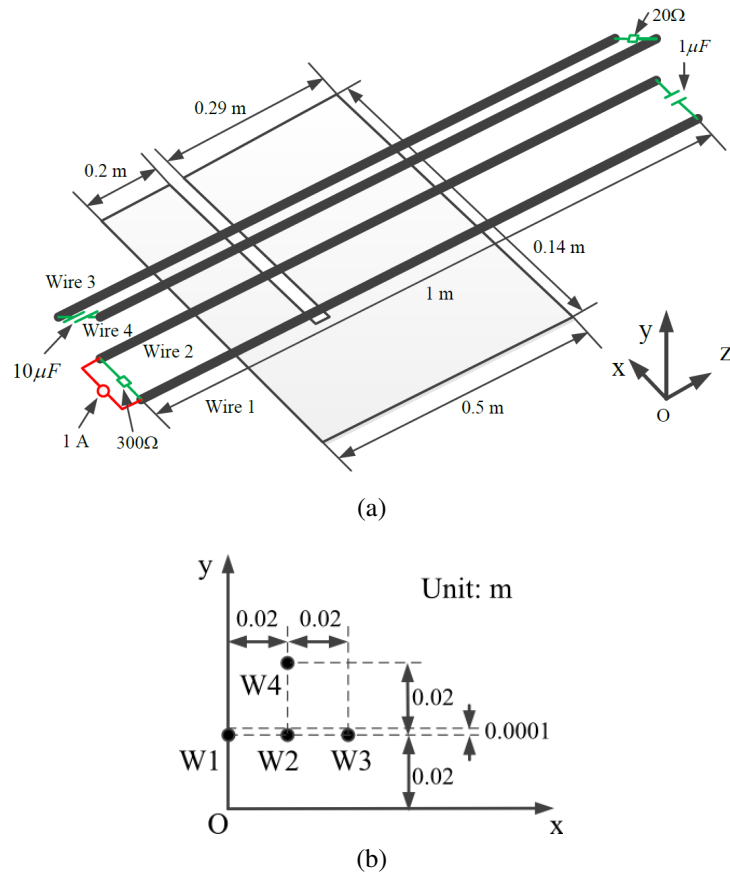 20Ω
1μF
0.29 m
0.2 m
0.14 m
Wire 3
1 m
Wire 4
Wire 2
10μF
Wire 1
0.5 m
1 A
300Ω
y
x
z
o
(a)
y
Unit: m
0.02
0.02
W4
0.02
0.0001
W1
W2
W3
0.02
O
x
(b)